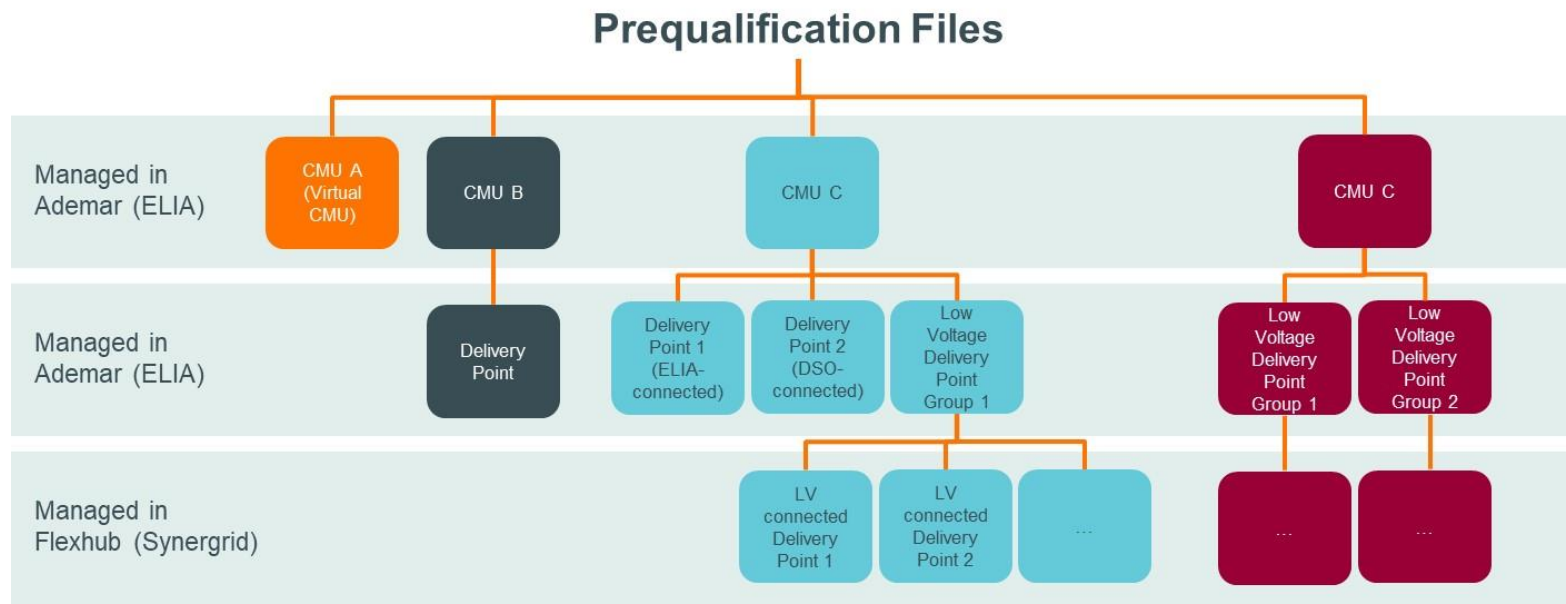 Prequalification Files
Managed in
Ademar (ELIA)
CMU A
(Virtual
CMU)
CMU B
CMU C
CMU C
Managed in
Ademar (ELIA)
Delivery
Point
Delivery
Point 1
(ELIA-
connected)
Delivery
Point 2
(DSO-
connected)
Low
Voltage
Delivery
Point
Group 1
Low
Voltage
Delivery
Point
Group 1
Low
Voltage
Delivery
Point
Group 2
Managed in
Flexhub (Synergrid)
LV
connected
Delivery
Point 1
LV
connected
Delivery
Point 2
...
...
...